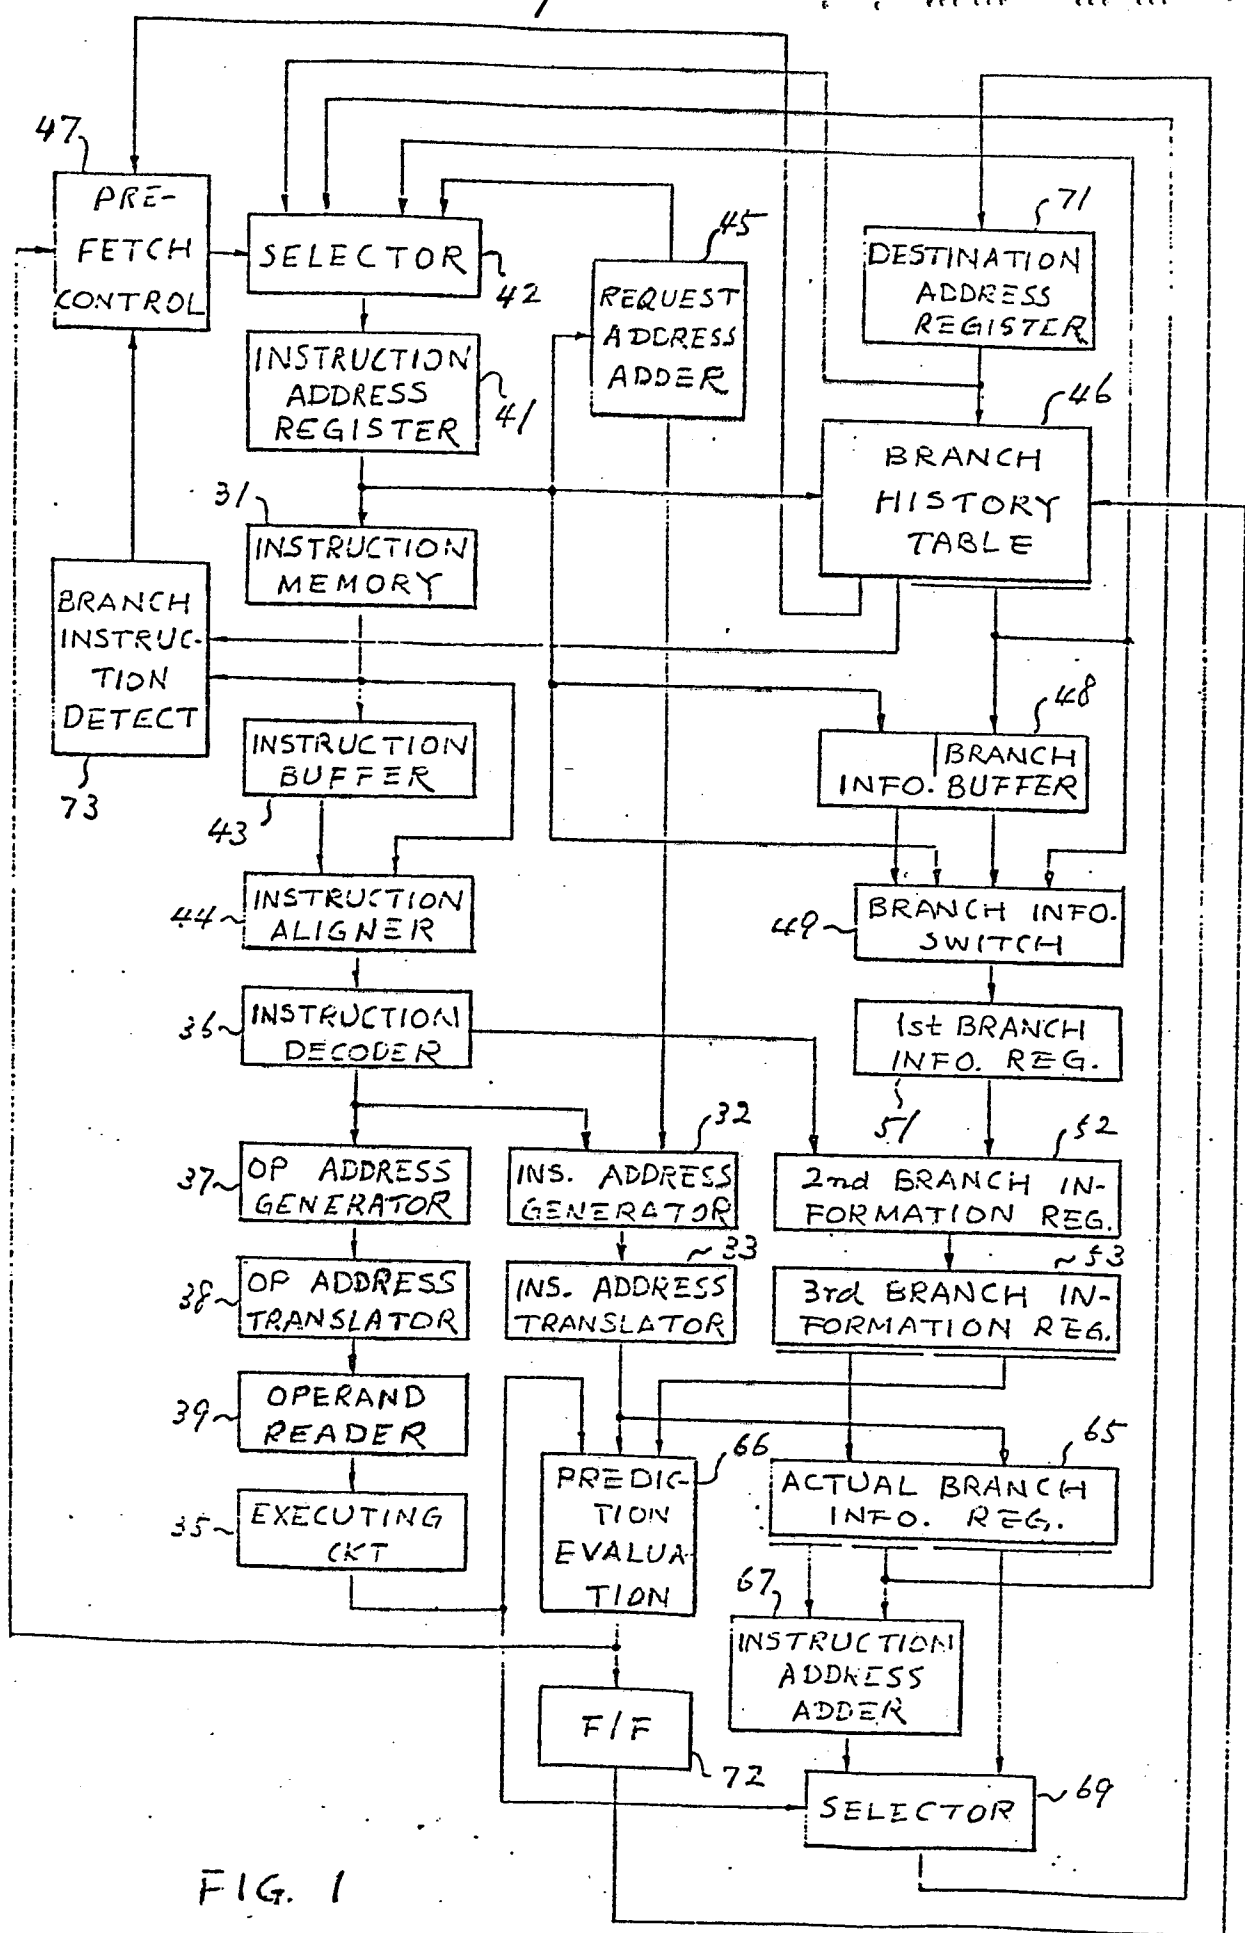 47
PRE-
FETCH
CONTROL
SELECTOR
42
45
REQUEST
ADDRESS
ADDER
71
DESTINATION
ADDRESS
REGISTER
INSTRUCTION
ADDRESS
REGISTER
41
46
BRANCH
HISTORY
TABLE
31
INSTRUCTION
MEMORY
BRANCH
INSTRUC-
TION
DETECT
73
INSTRUCTION
BUFFER
43
48
BRANCH
INFO. BUFFER
44
INSTRUCTION
ALIGNER
49
BRANCH INFO.
SWITCH
36
INSTRUCTION
DECODER
1st BRANCH
INFO. REG.
51
37
OP ADDRESS
GENERATOR
32
INS. ADDRESS
GENERATOR
52
2nd BRANCH IN-
FORMATION REG.
38
OP ADDRESS
TRANSLATOR
33
INS. ADDRESS
TRANSLATOR
53
3rd BRANCH IN-
FORMATION REG.
39
OPERAND
READER
66
PREDIC-
TION
EVALUA-
TION
65
ACTUAL BRANCH
INFO. REG.
35
EXECUTING
CKT
67
INSTRUCTION
ADDRESS
ADDER
F/F
72
SELECTOR
69
FIG. 1